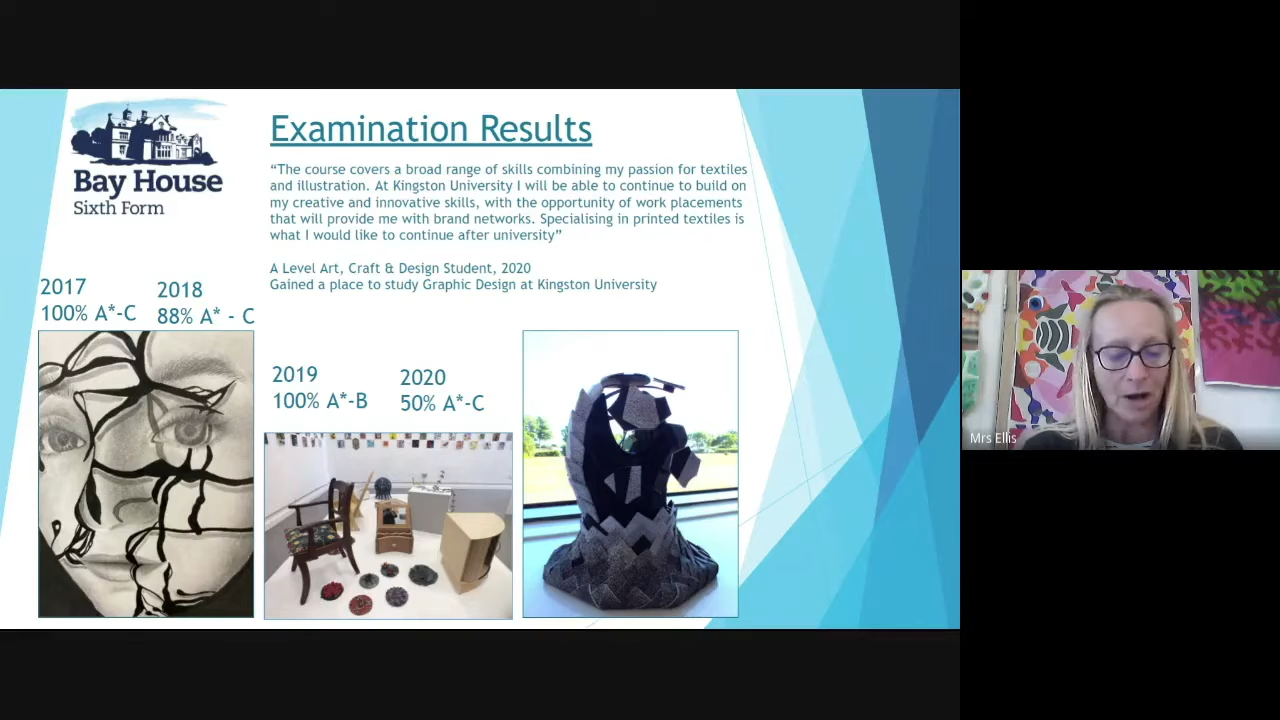 Bay House
Sixth Form
Examination Results
“The course covers a broad range of skills combining my passion for textiles
and illustration. At Kingston University I will be able to continue to build on
my creative and innovative skills, with the opportunity of work placements
that will provide me with brand networks. Specialising in printed textiles is
what I would like to continue after university”
A Level Art, Craft & Design Student, 2020
Gained a place to study Graphic Design at Kingston University
2017
100% A*-C
2018
88% A* - C
2019
100% A*-B
2020
50% A*-C
Mrs Ellis